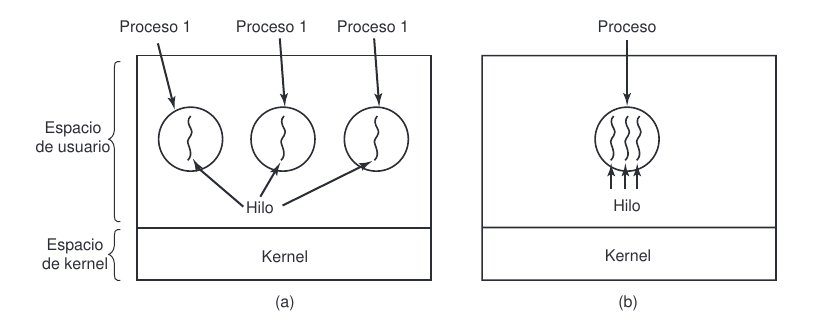 Proceso 1
Proceso 1
Proceso 1
Proceso
Espacio
de usuario
Hilo
Hilo
Espacio
de kernel
Kernel
Kernel
(a)
(b)